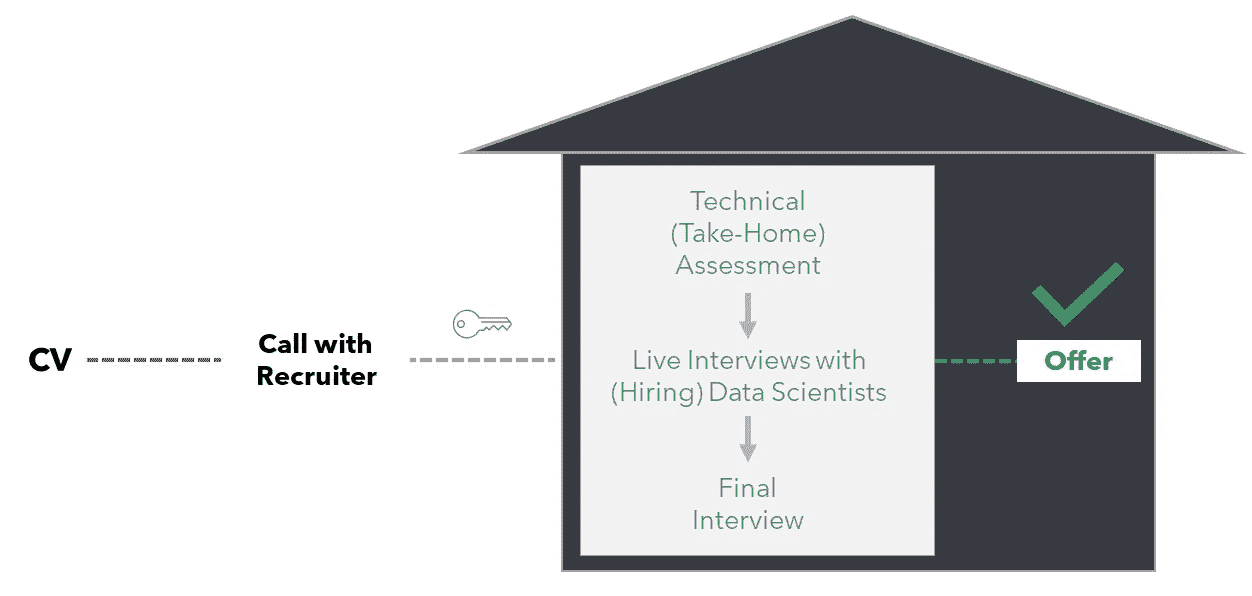 CV
Call with
Recruiter
Technical
(Take-Home)
Assessment
Live Interviews with
(Hiring) Data Scientists
Final
Interview
Offer